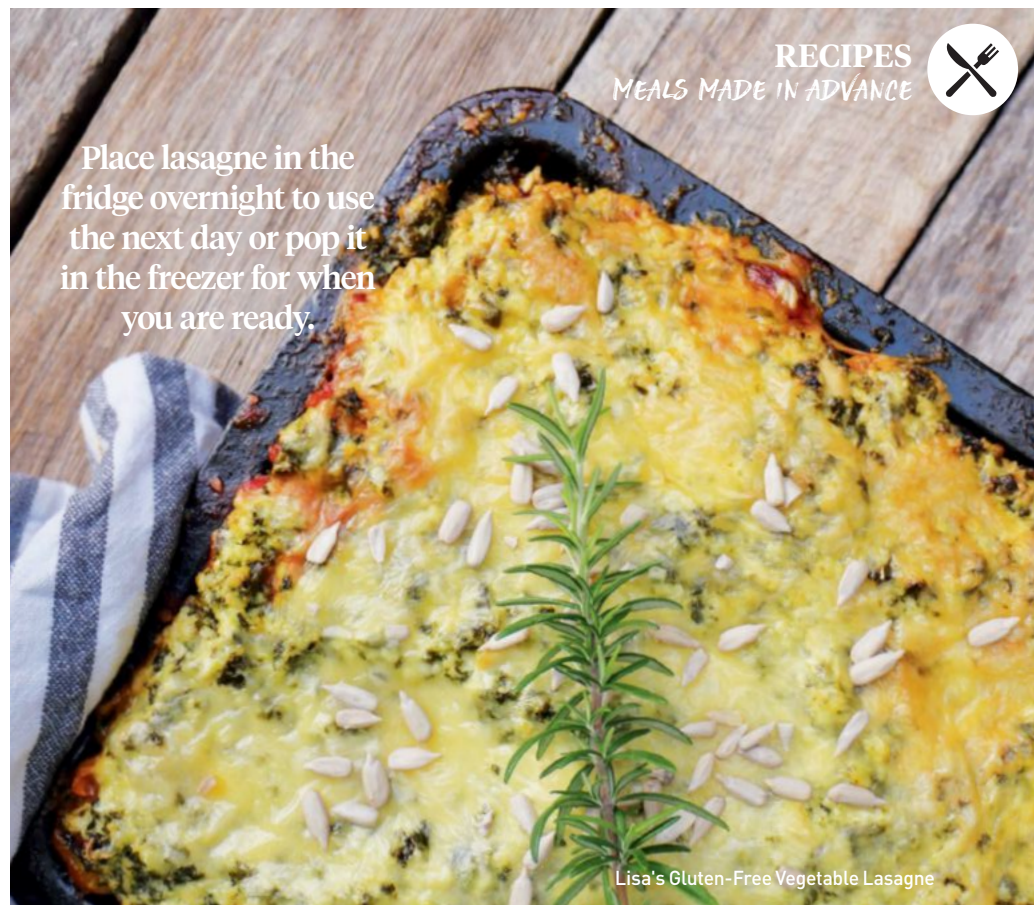 RECIPES
MEALS MADE IN ADVANCE
Place lasagne in the
fridge overnight to use
the next day or pop it
in the freezer for when
you are ready.
Lisa's Gluten-Free Vegetable Lasagne